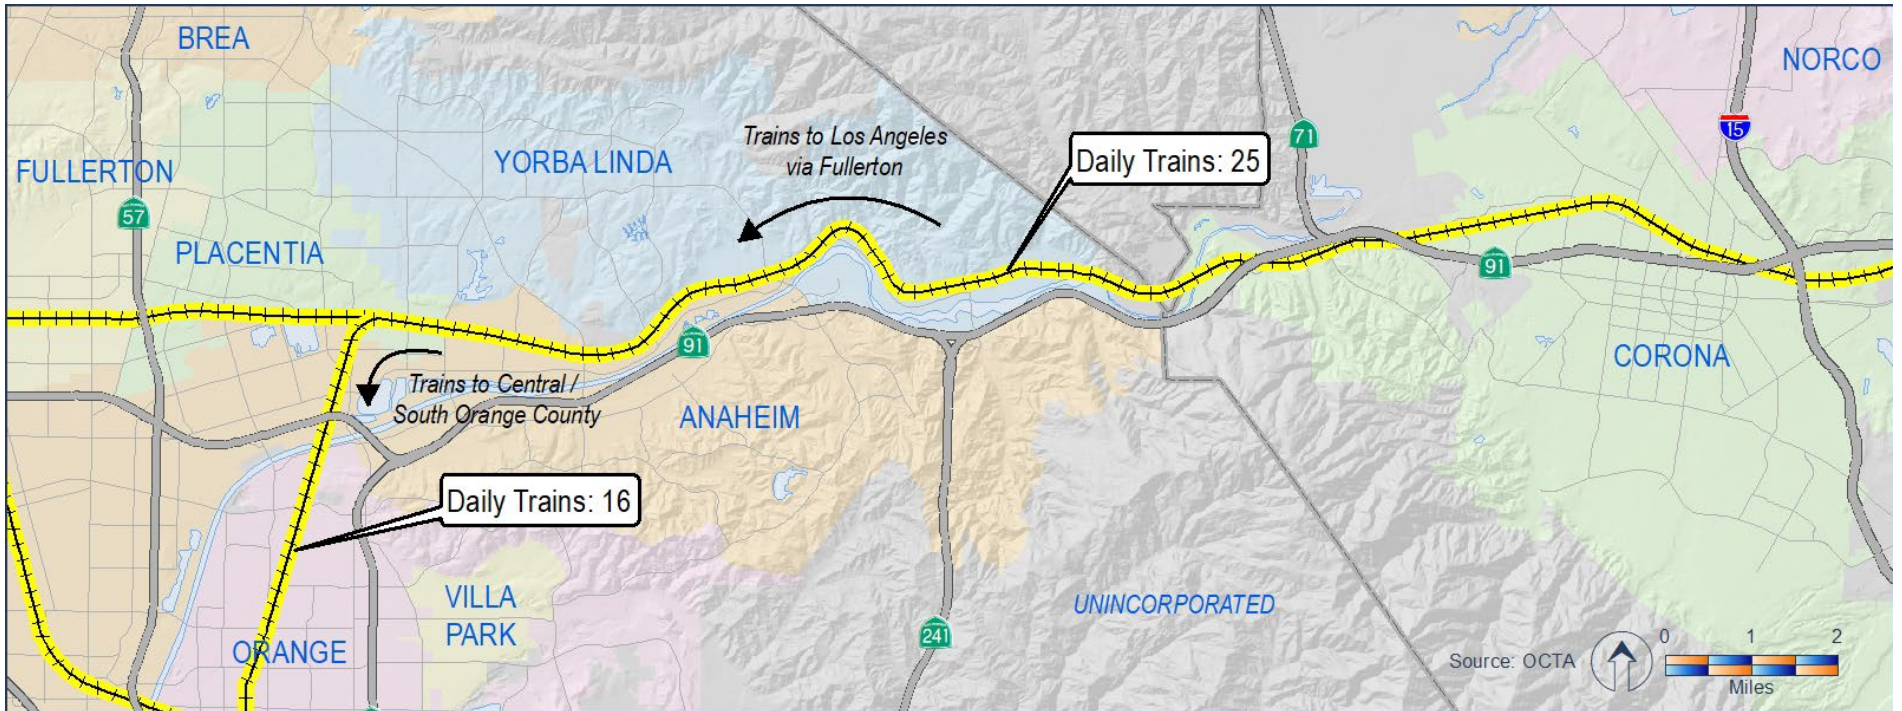 BREA
NORCO
71
15
Trains to Los Angeles
via Fullerton
Daily Trains: 25
FULLERTON
YORBA LINDA
57
PLACENTIA
91
91
CORONA
Trains to Central /
South Orange County
ANAHEIM
Daily Trains: 16
VILLA
PARK
UNINCORPORATED
241
ORANGE
Source: OCTA
0 1 2
Miles